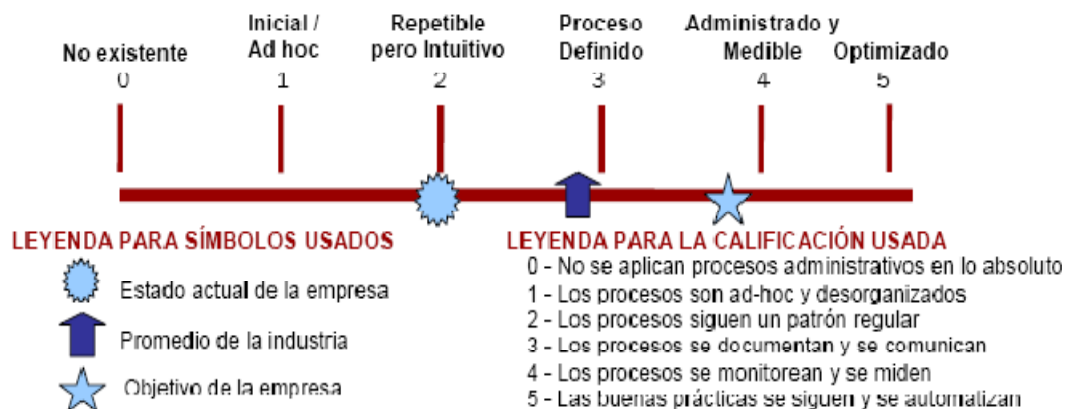 No existente
0
Inicial /
Ad hoc
1
Repetible
pero Intuitivo
2
Proceso
Definido
3
Administrado y
Medible
4
Optimizado
5
LEYENDA PARA SÍMBOLOS USADOS
Estado actual de la empresa
Promedio de la industria
Objetivo de la empresa
LEYENDA PARA LA CALIFICACIÓN USADA
0 - No se aplican procesos administrativos en lo absoluto
1 - Los procesos son ad-hoc y desorganizados
2 - Los procesos siguen un patrón regular
3 - Los procesos se documentan y se comunican
4 - Los procesos se monitorean y se miden
5 - Las buenas prácticas se siguen y se automatizan